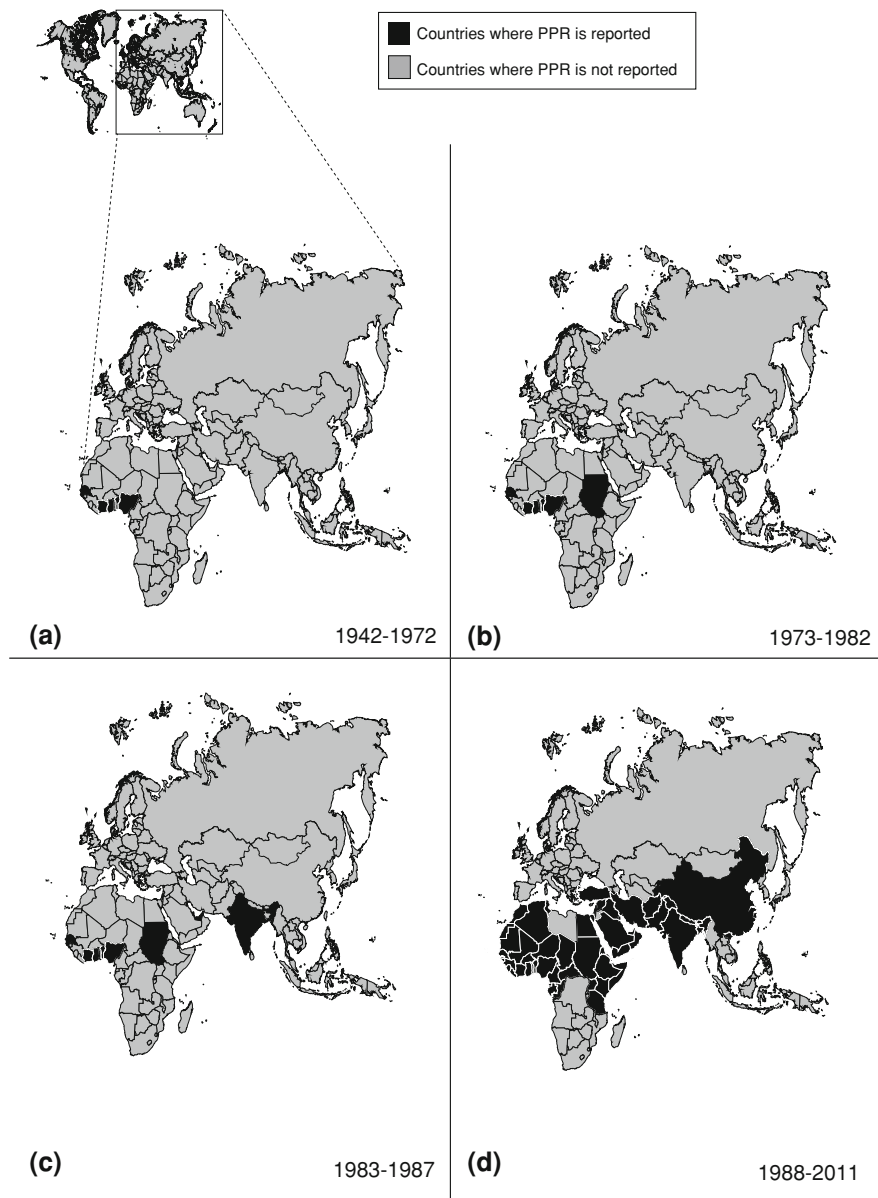 Countries where PPR is reported
Countries where PPR is not reported
(a)
1942-1972
(b)
1973-1982
(c)
1983-1987
(d)
1988-2011